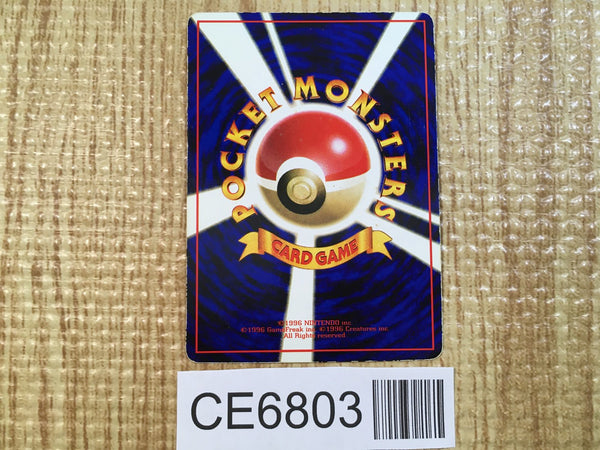 POCKET MONSTERS
CARD GAME
©1996 NINTENDO inc.
©1996 GameFreak inc. ©1996 Creatures inc.
All Rights reserved
CE6803